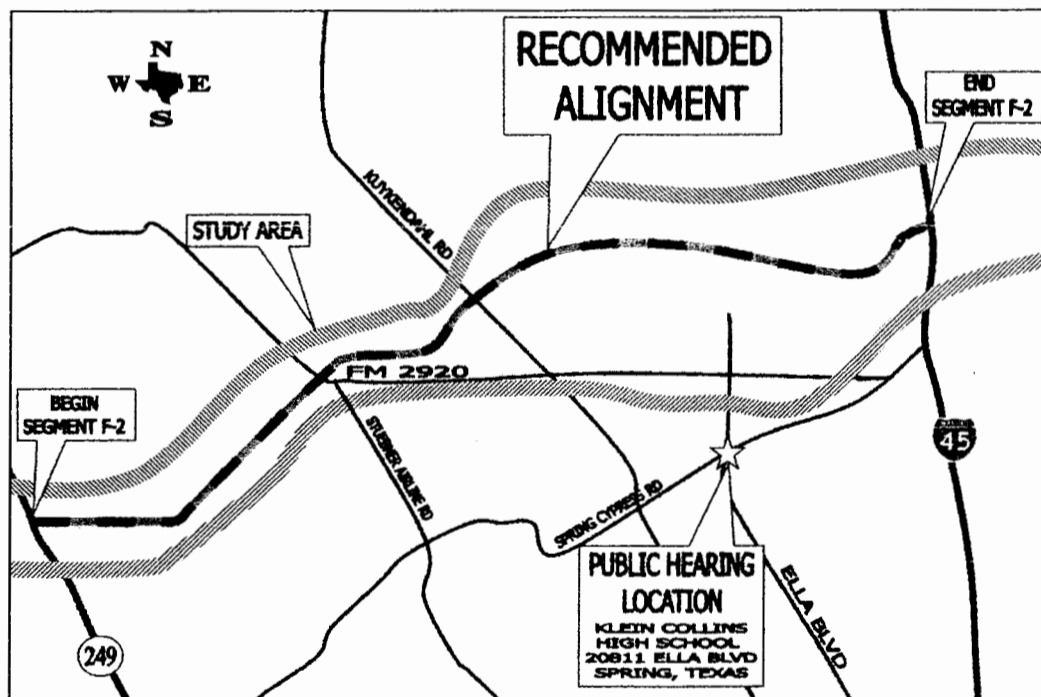 N
W E
S
RECOMMENDED
ALIGNMENT
END
SEGMENT F-2
KUYKENDAHL RD
STUDY AREA
FM 2920
BEGIN
SEGMENT F-2
STUEBNER AIRLINE RD
45
SPRING CYPRESS RD
PUBLIC HEARING
LOCATION
KLEIN COLLINS
HIGH SCHOOL
20811 ELLA BLVD
SPRING, TEXAS
ELLA BLVD
249